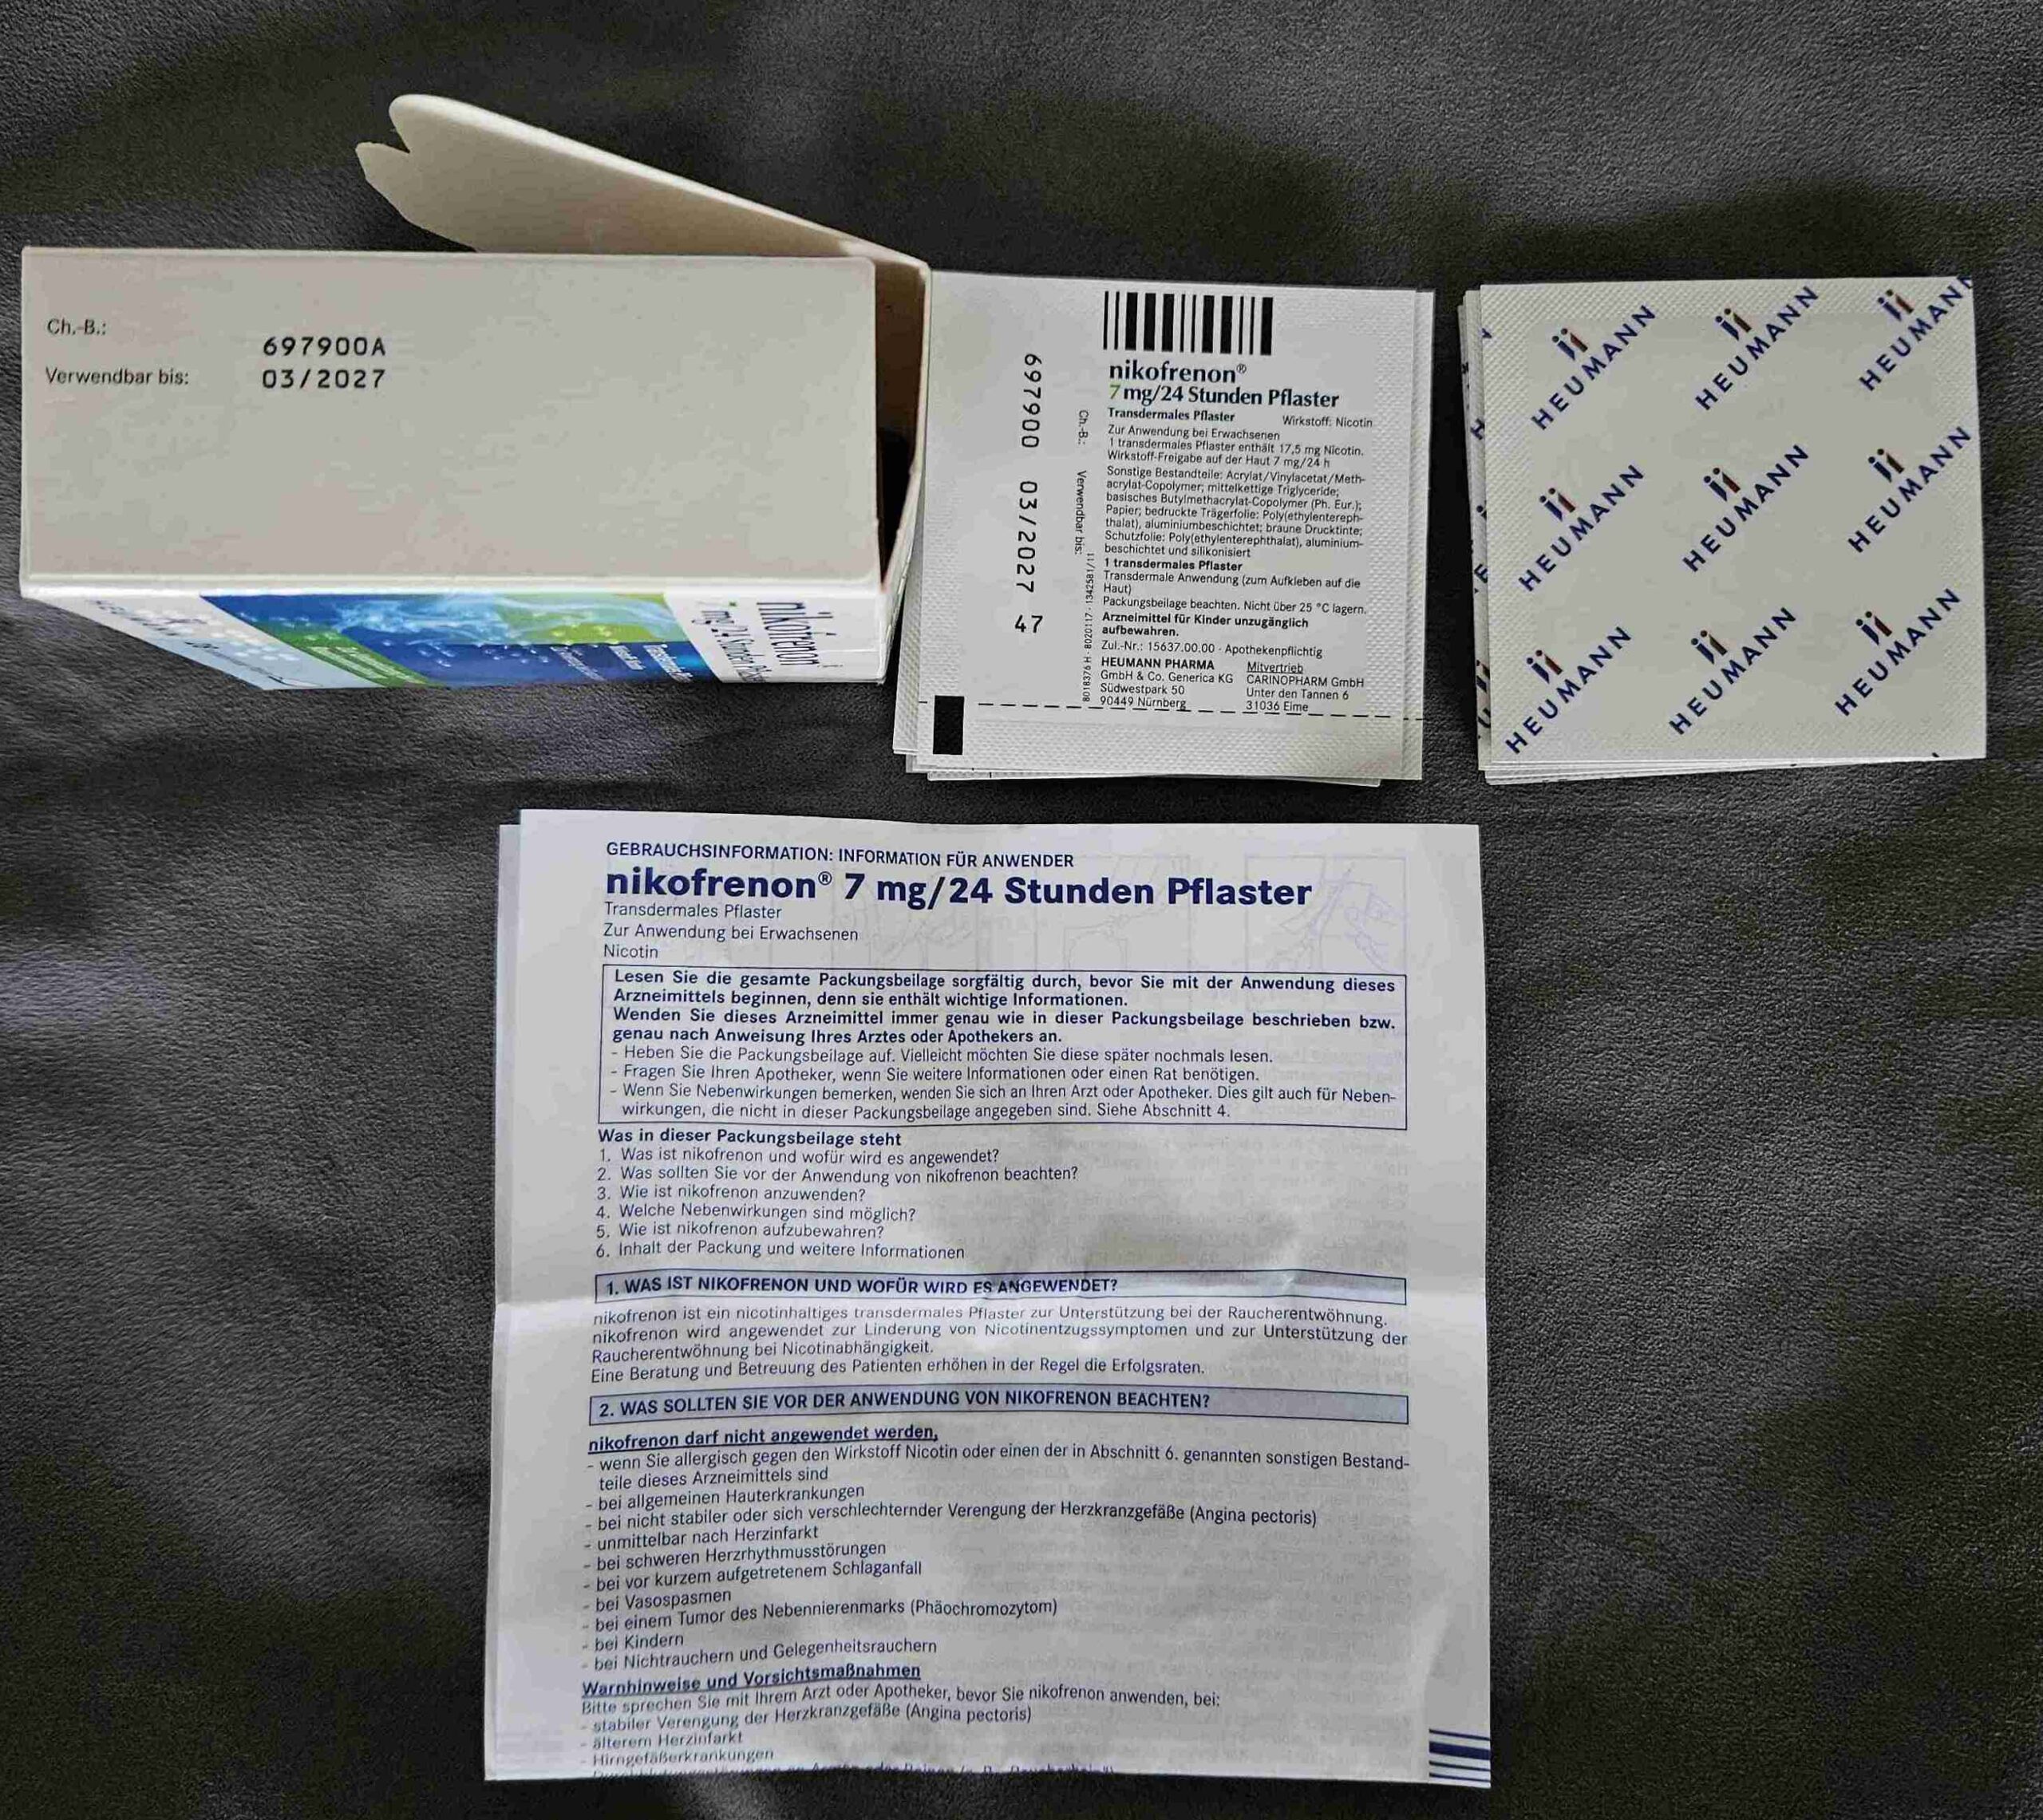 Ch.-B.:
697900A
Verwendbar bis:
03/2027
nikofrenon
7 mg/24 Stunden
697900 03/2027 47
Ch.-B.: Verwendbar bis:
8018376 H - 8020117 - 1342581/11
nikofrenon®
7 mg/24 Stunden Pflaster
Transdermales Pflaster Wirkstoff: Nicotin
Zur Anwendung bei Erwachsenen
1 transdermales Pflaster enthält 17,5 mg Nicotin.
Wirkstoff-Freigabe auf der Haut 7 mg/24 h
Sonstige Bestandteile: Acrylat/Vinylacetat/Meth-
acrylat-Copolymer; mittelkettige Triglyceride;
basisches Butylmethacrylat-Copolymer (Ph. Eur.);
Papier; bedruckte Trägerfolie: Poly(ethylentereph-
thalat), aluminiumbeschichtet; braune Drucktinte;
Schutzfolie: Poly(ethylenterephthalat), aluminium-
beschichtet und silikonisiert
1 transdermales Pflaster
Transdermale Anwendung (zum Aufkleben auf die
Haut)
Packungsbeilage beachten. Nicht über 25 °C lagern.
Arzneimittel für Kinder unzugänglich
aufbewahren.
Zul.-Nr.: 15637.00.00 - Apothekenpflichtig
HEUMANN PHARMA
GmbH & Co. Generica KG
Südwestpark 50
90449 Nürnberg
Mitvertrieb
CARINOPHARM GmbH
Unter den Tannen 6
31036 Eime
HEUMANN
HEUMANN
HEUMANN
HEUMANN
HEUMANN
HEUMANN
HEUMANN
HEUMANN
HEUMANN
GEBRAUCHSINFORMATION: INFORMATION FÜR ANWENDER
nikofrenon® 7 mg/24 Stunden Pflaster
Transdermales Pflaster
Zur Anwendung bei Erwachsenen
Nicotin
Lesen Sie die gesamte Packungsbeilage sorgfältig durch, bevor Sie mit der Anwendung dieses
Arzneimittels beginnen, denn sie enthält wichtige Informationen.
Wenden Sie dieses Arzneimittel immer genau wie in dieser Packungsbeilage beschrieben bzw.
genau nach Anweisung Ihres Arztes oder Apothekers an.
- Heben Sie die Packungsbeilage auf. Vielleicht möchten Sie diese später nochmals lesen.
- Fragen Sie Ihren Apotheker, wenn Sie weitere Informationen oder einen Rat benötigen.
- Wenn Sie Nebenwirkungen bemerken, wenden Sie sich an Ihren Arzt oder Apotheker. Dies gilt auch für Neben-
wirkungen, die nicht in dieser Packungsbeilage angegeben sind. Siehe Abschnitt 4.
Was in dieser Packungsbeilage steht
1. Was ist nikofrenon und wofür wird es angewendet?
2. Was sollten Sie vor der Anwendung von nikofrenon beachten?
3. Wie ist nikofrenon anzuwenden?
4. Welche Nebenwirkungen sind möglich?
5. Wie ist nikofrenon aufzubewahren?
6. Inhalt der Packung und weitere Informationen
1. WAS IST NIKOFRENON UND WOFÜR WIRD ES ANGEWENDET?
nikofrenon ist ein nicotinhaltiges transdermales Pflaster zur Unterstützung bei der Raucherentwöhnung.
nikofrenon wird angewendet zur Linderung von Nicotinentzugssymptomen und zur Unterstützung der
Raucherentwöhnung bei Nicotinabhängigkeit.
Eine Beratung und Betreuung des Patienten erhöhen in der Regel die Erfolgsraten.
2. WAS SOLLTEN SIE VOR DER ANWENDUNG VON NIKOFRENON BEACHTEN?
nikofrenon darf nicht angewendet werden,
- wenn Sie allergisch gegen den Wirkstoff Nicotin oder einen der in Abschnitt 6. genannten sonstigen Bestand-
teile dieses Arzneimittels sind
- bei allgemeinen Hauterkrankungen
- bei nicht stabiler oder sich verschlechternder Verengung der Herzkranzgefäße (Angina pectoris)
- unmittelbar nach Herzinfarkt
- bei schweren Herzrhythmusstörungen
- bei vor kurzem aufgetretenem Schlaganfall
- bei Vasospasmen
- bei einem Tumor des Nebennierenmarks (Phäochromozytom)
- bei Kindern
- bei Nichtrauchern und Gelegenheitsrauchern
Warnhinweise und Vorsichtsmaßnahmen
Bitte sprechen Sie mit Ihrem Arzt oder Apotheker, bevor Sie nikofrenon anwenden, bei:
- stabiler Verengung der Herzkranzgefäße (Angina pectoris)
- älterem Herzinfarkt
- Hirngefäßerkrankungen